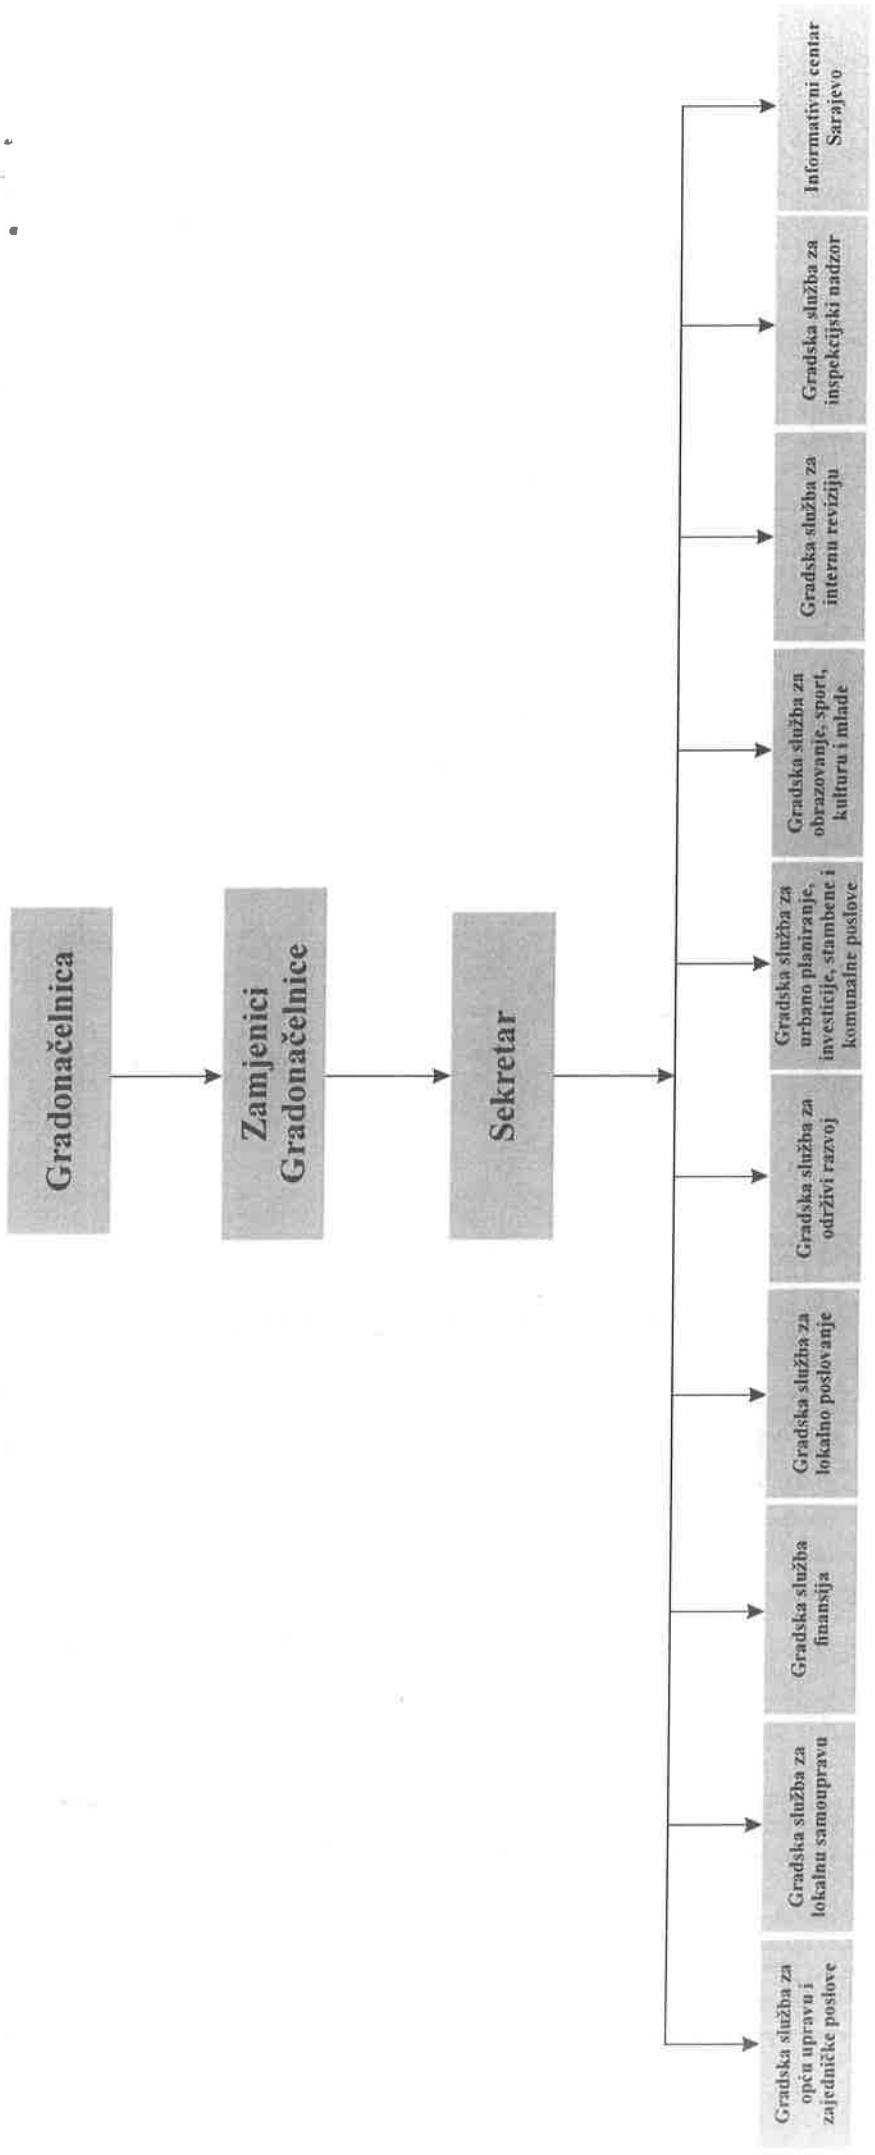 Gradonačelnica
Zamjenici
Gradonačelnice
Sekretar
Gradska služba za
opću upravu i
zajedničke poslove
Gradska služba za
lokalnu samoupravu
Gradska služba
finansija
Gradska služba za
lokalno poslovanje
Gradska služba za
održivi razvoj
Gradska služba za
urbano planiranje,
investicije, stambene i
komunalne poslove
Gradska služba za
obrazovanje, sport,
kulturu i mlade
Gradska služba za
internu reviziju
Gradska služba za
inspekcijski nadzor
Informativni centar
Sarajevo